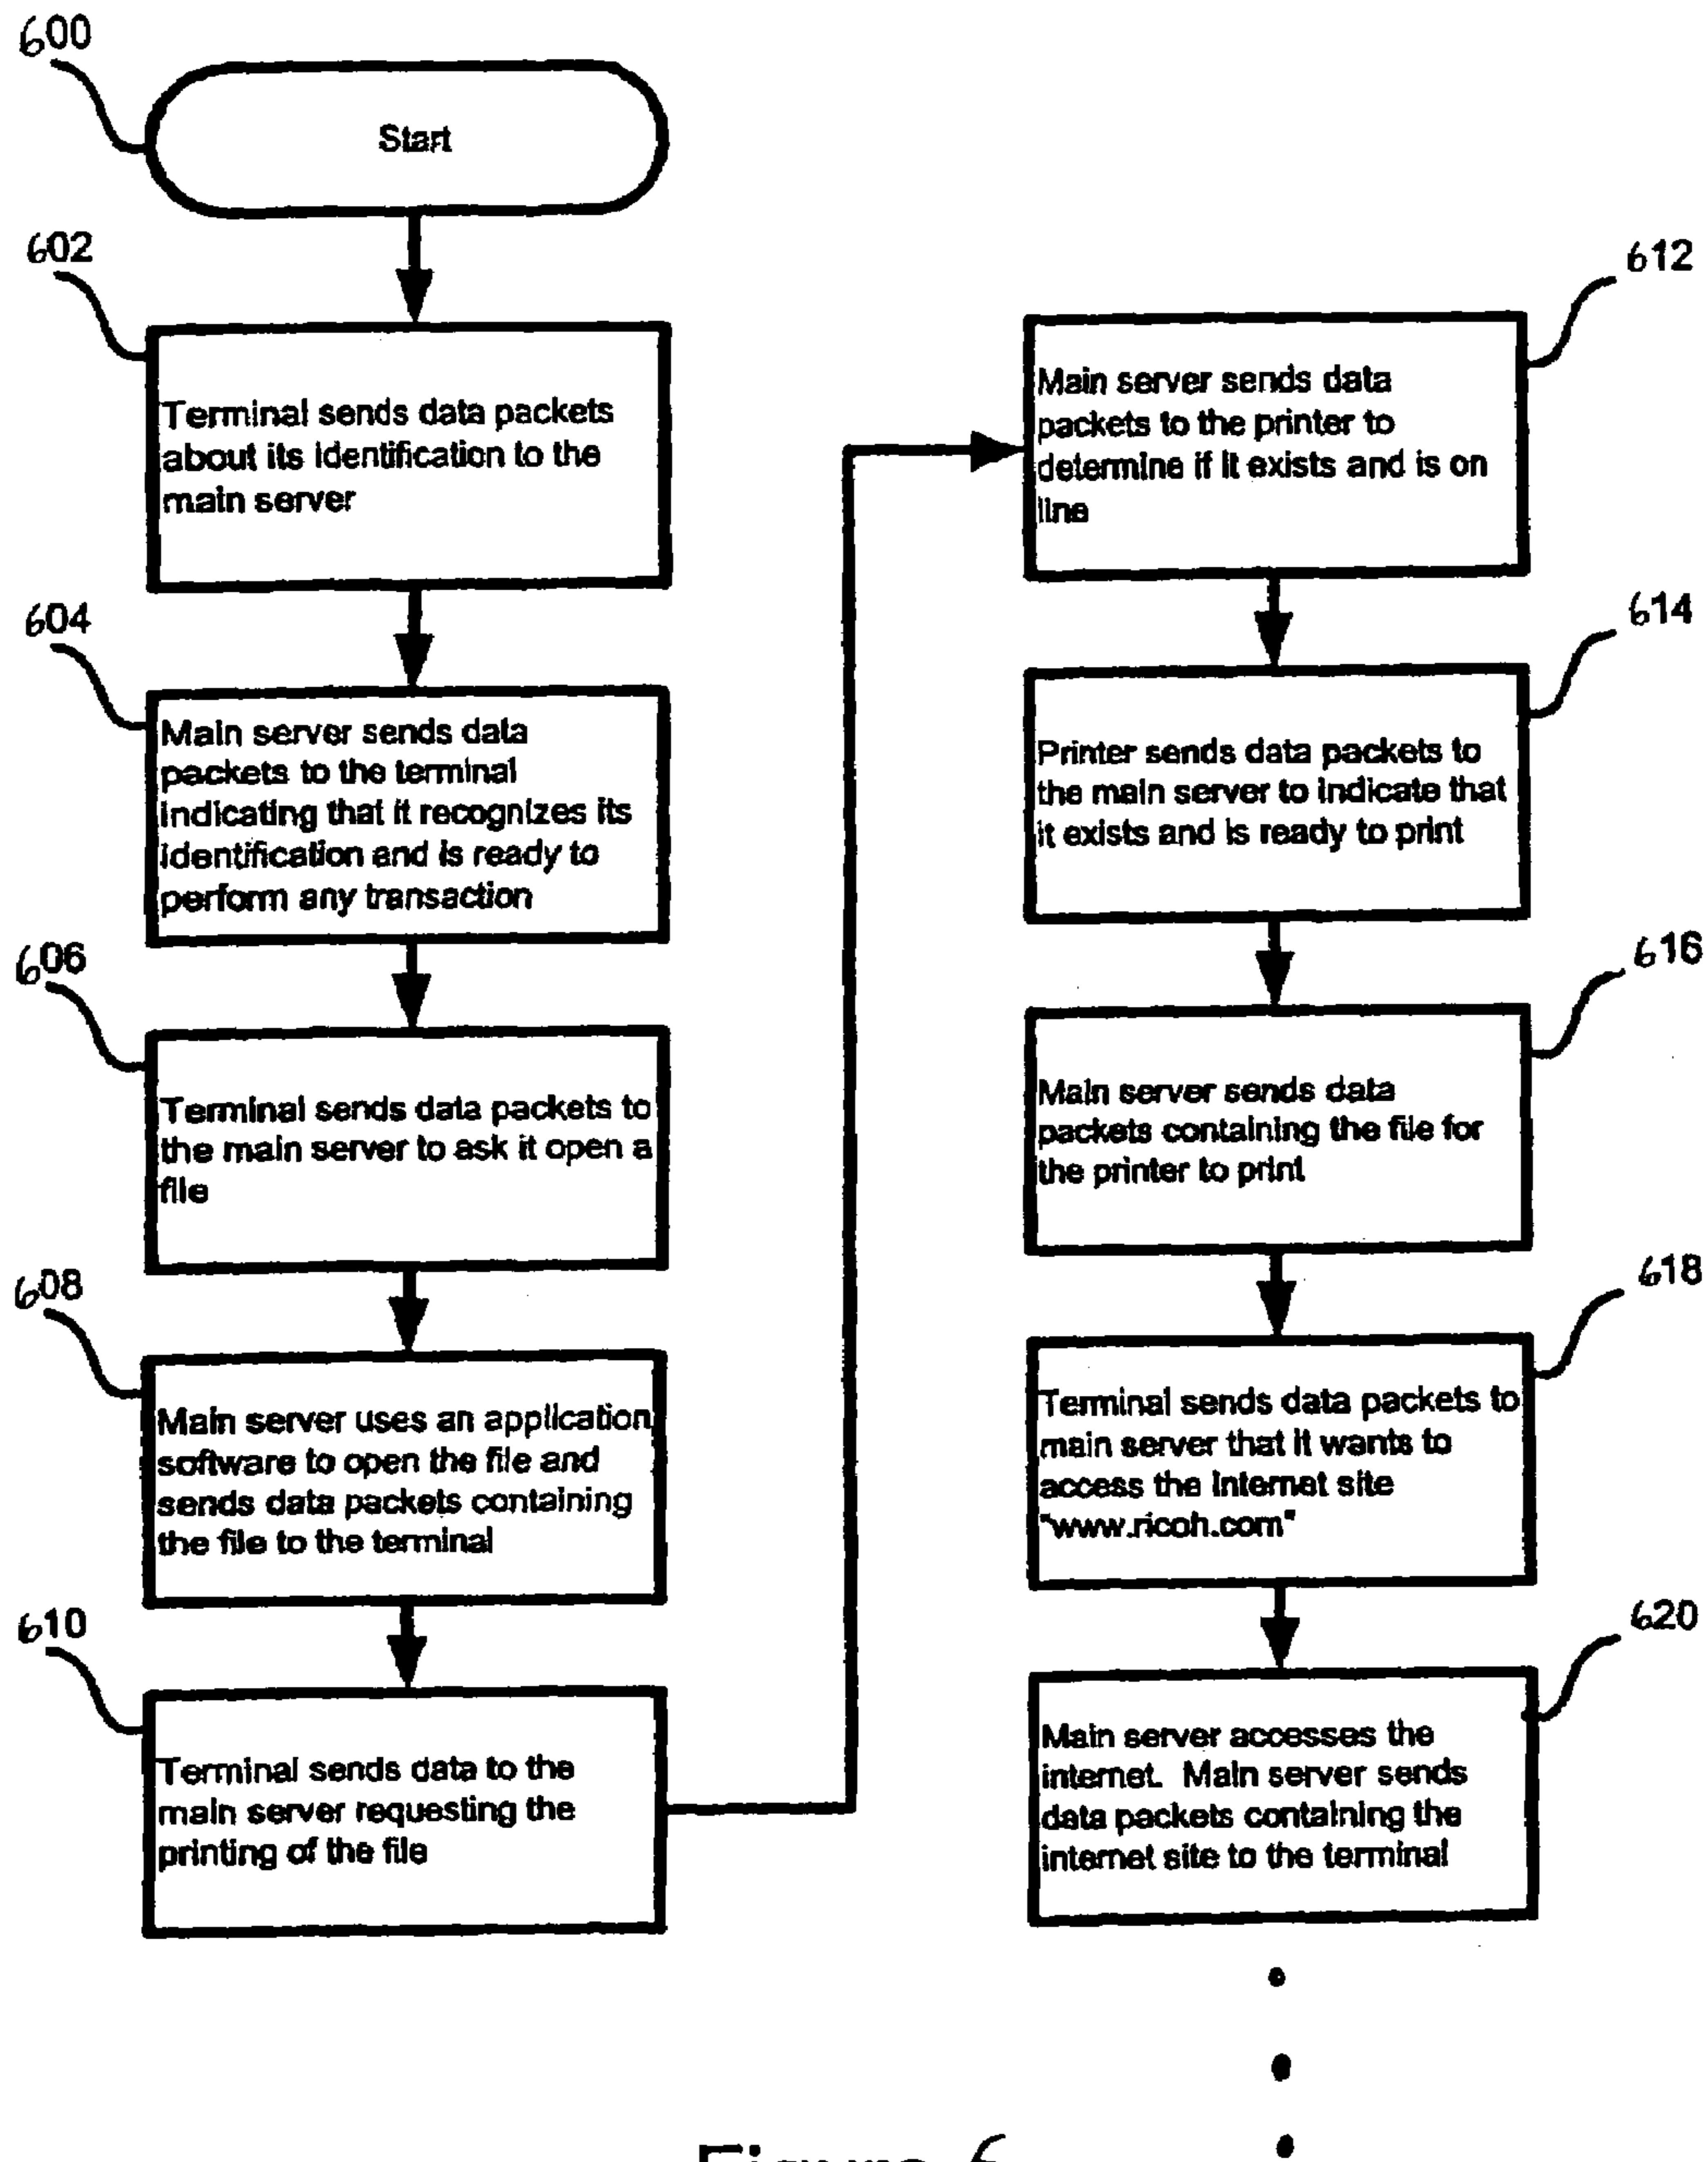 600
Start
602
Terminal sends data packets
about its identification to the
main server
604
Main server sends data
packets to the terminal
indicating that it recognizes its
identification and is ready to
perform any transaction
606
Terminal sends data packets to
the main server to ask it open a
file
608
Main server uses an application
software to open the file and
sends data packets containing
the file to the terminal
610
Terminal sends data to the
main server requesting the
printing of the file
612
Main server sends data
packets to the printer to
determine if it exists and is on
line
614
Printer sends data packets to
the main server to indicate that
it exists and is ready to print
616
Main server sends data
packets containing the file for
the printer to print
618
Terminal sends data packets to
main server that it wants to
access the Internet site
"www.ricoh.com"
620
Main server accesses the
internet. Main server sends
data packets containing the
internet site to the terminal
Figure 6